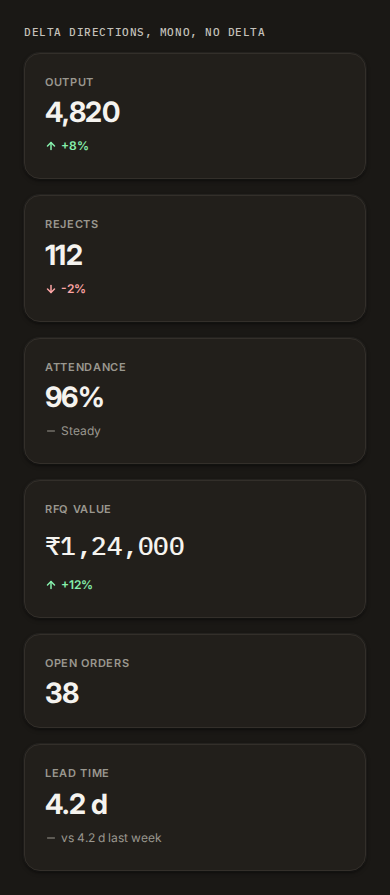 DELTA DIRECTIONS, MONO, NO DELTA
OUTPUT
4,820
↑ +8%
REJECTS
112
↓ -2%
ATTENDANCE
96%
— Steady
RFQ VALUE
₹1,24,000
↑ +12%
OPEN ORDERS
38
LEAD TIME
4.2 d
— vs 4.2 d last week